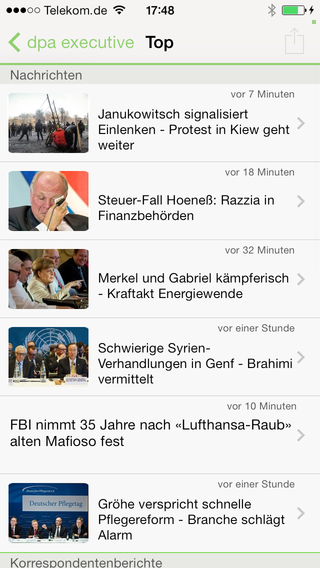 Telekom.de 17:48
dpa executive Top
Nachrichten
vor 7 Minuten
Janukowitsch signalisiert
Einlenken - Protest in Kiew geht
weiter
vor 18 Minuten
Steuer-Fall Hoeneß: Razzia in
Finanzbehörden
vor 32 Minuten
Merkel und Gabriel kämpferisch
- Kraftakt Energiewende
vor einer Stunde
Schwierige Syrien-
Verhandlungen in Genf - Brahimi
vermittelt
vor 10 Minuten
FBI nimmt 35 Jahre nach «Lufthansa-Raub»
alten Mafioso fest
vor einer Stunde
Deutscher Pflegetag
Gröhe verspricht schnelle
Pflegereform - Branche schlägt
Alarm
Korrespondentenberichte